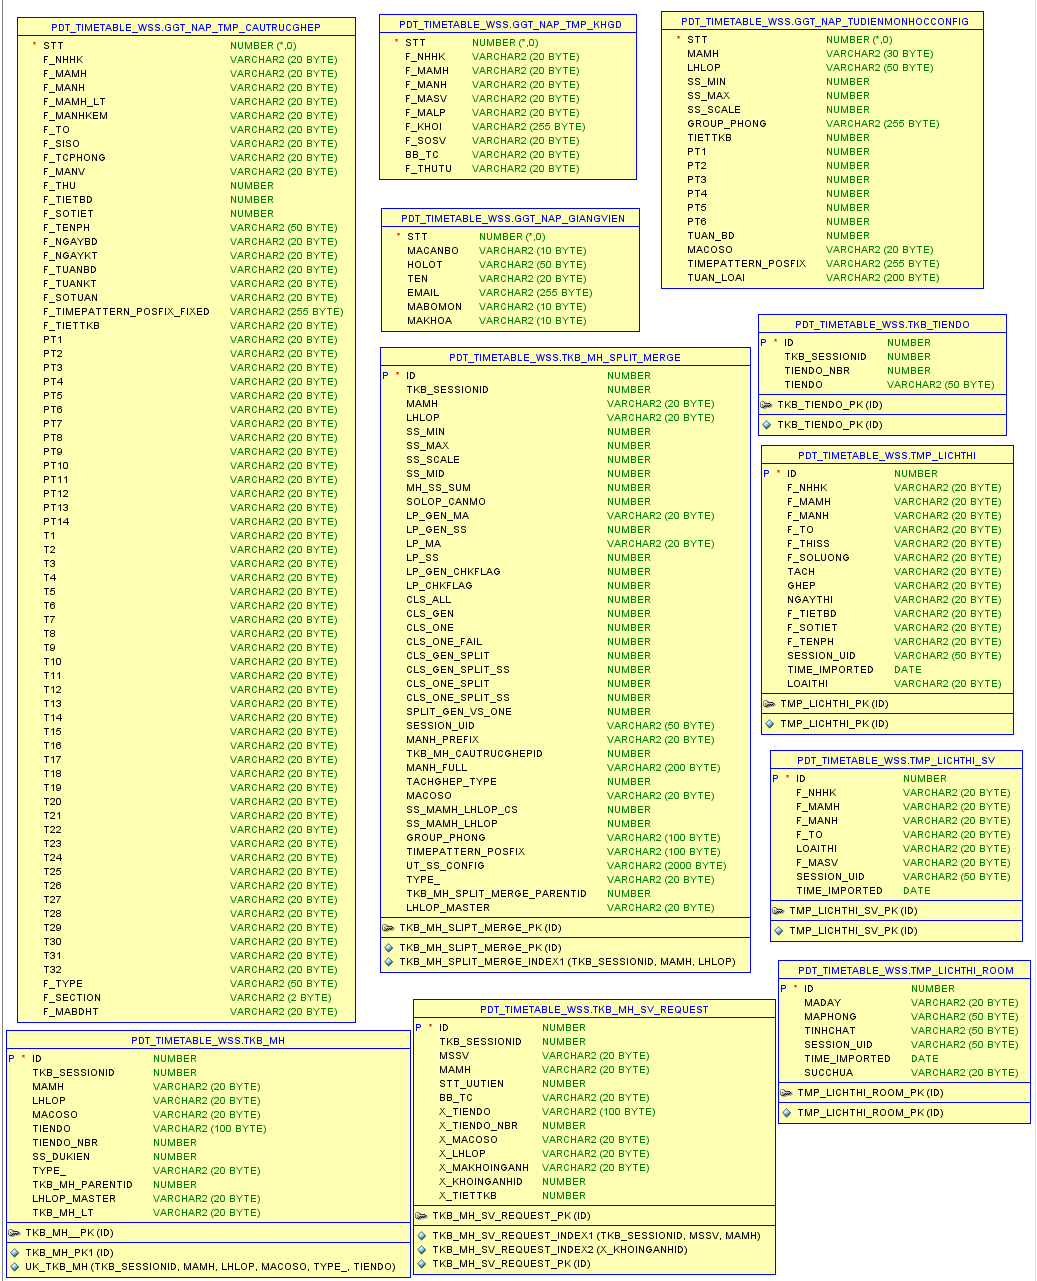 PDT_TIMETABLE_WSS.GGT_NAP_TMP_CAUTRUCGHEP
* STT NUMBER (*,0)
F_NHHK VARCHAR2 (20 BYTE)
F_MAMH VARCHAR2 (20 BYTE)
F_MANH VARCHAR2 (20 BYTE)
F_MAMH_LT VARCHAR2 (20 BYTE)
F_MANHKEM VARCHAR2 (20 BYTE)
F_TO VARCHAR2 (20 BYTE)
F_SISO VARCHAR2 (20 BYTE)
F_TCPHONG VARCHAR2 (20 BYTE)
F_MANV VARCHAR2 (20 BYTE)
F_THU NUMBER
F_TIETBD NUMBER
F_SOTIET NUMBER
F_TENPH VARCHAR2 (50 BYTE)
F_NGAYBD VARCHAR2 (20 BYTE)
F_NGAYKT VARCHAR2 (20 BYTE)
F_TUANBD VARCHAR2 (20 BYTE)
F_TUANKT VARCHAR2 (20 BYTE)
F_SOTUAN VARCHAR2 (20 BYTE)
F_TIMEPATTERN_POSFIX_FIXED VARCHAR2 (255 BYTE)
F_TIETTKB VARCHAR2 (20 BYTE)
PT1 VARCHAR2 (20 BYTE)
PT2 VARCHAR2 (20 BYTE)
PT3 VARCHAR2 (20 BYTE)
PT4 VARCHAR2 (20 BYTE)
PT5 VARCHAR2 (20 BYTE)
PT6 VARCHAR2 (20 BYTE)
PT7 VARCHAR2 (20 BYTE)
PT8 VARCHAR2 (20 BYTE)
PT9 VARCHAR2 (20 BYTE)
PT10 VARCHAR2 (20 BYTE)
PT11 VARCHAR2 (20 BYTE)
PT12 VARCHAR2 (20 BYTE)
PT13 VARCHAR2 (20 BYTE)
PT14 VARCHAR2 (20 BYTE)
T1 VARCHAR2 (20 BYTE)
T2 VARCHAR2 (20 BYTE)
T3 VARCHAR2 (20 BYTE)
T4 VARCHAR2 (20 BYTE)
T5 VARCHAR2 (20 BYTE)
T6 VARCHAR2 (20 BYTE)
T7 VARCHAR2 (20 BYTE)
T8 VARCHAR2 (20 BYTE)
T9 VARCHAR2 (20 BYTE)
T10 VARCHAR2 (20 BYTE)
T11 VARCHAR2 (20 BYTE)
T12 VARCHAR2 (20 BYTE)
T13 VARCHAR2 (20 BYTE)
T14 VARCHAR2 (20 BYTE)
T15 VARCHAR2 (20 BYTE)
T16 VARCHAR2 (20 BYTE)
T17 VARCHAR2 (20 BYTE)
T18 VARCHAR2 (20 BYTE)
T19 VARCHAR2 (20 BYTE)
T20 VARCHAR2 (20 BYTE)
T21 VARCHAR2 (20 BYTE)
T22 VARCHAR2 (20 BYTE)
T23 VARCHAR2 (20 BYTE)
T24 VARCHAR2 (20 BYTE)
T25 VARCHAR2 (20 BYTE)
T26 VARCHAR2 (20 BYTE)
T27 VARCHAR2 (20 BYTE)
T28 VARCHAR2 (20 BYTE)
T29 VARCHAR2 (20 BYTE)
T30 VARCHAR2 (20 BYTE)
T31 VARCHAR2 (20 BYTE)
T32 VARCHAR2 (20 BYTE)
F_TYPE VARCHAR2 (50 BYTE)
F_SECTION VARCHAR2 (2 BYTE)
F_MABDHT VARCHAR2 (20 BYTE)
PDT_TIMETABLE_WSS.GGT_NAP_TMP_KHGD
* STT NUMBER (*,0)
F_NHHK VARCHAR2 (20 BYTE)
F_MAMH VARCHAR2 (20 BYTE)
F_MANH VARCHAR2 (20 BYTE)
F_MASV VARCHAR2 (20 BYTE)
F_MALP VARCHAR2 (20 BYTE)
F_KHOI VARCHAR2 (255 BYTE)
F_SOSV VARCHAR2 (20 BYTE)
BB_TC VARCHAR2 (20 BYTE)
F_THUTU VARCHAR2 (20 BYTE)
PDT_TIMETABLE_WSS.GGT_NAP_TUDIENMONHOCCONFIG
* STT NUMBER (*,0)
MAMH VARCHAR2 (30 BYTE)
LHLOP VARCHAR2 (50 BYTE)
SS_MIN NUMBER
SS_MAX NUMBER
SS_SCALE NUMBER
GROUP_PHONG VARCHAR2 (255 BYTE)
TIETTKB NUMBER
PT1 NUMBER
PT2 NUMBER
PT3 NUMBER
PT4 NUMBER
PT5 NUMBER
PT6 NUMBER
TUAN_BD NUMBER
MACOSO VARCHAR2 (20 BYTE)
TIMEPATTERN_POSFIX VARCHAR2 (255 BYTE)
TUAN_LOAI VARCHAR2 (200 BYTE)
PDT_TIMETABLE_WSS.GGT_NAP_GIANGVIEN
* STT NUMBER (*,0)
MACANBO VARCHAR2 (10 BYTE)
HOLOT VARCHAR2 (50 BYTE)
TEN VARCHAR2 (20 BYTE)
EMAIL VARCHAR2 (255 BYTE)
MABOMON VARCHAR2 (10 BYTE)
MAKHOA VARCHAR2 (10 BYTE)
PDT_TIMETABLE_WSS.TKB_TIENDO
P * ID NUMBER
TKB_SESSIONID NUMBER
TIENDO_NBR NUMBER
TIENDO VARCHAR2 (50 BYTE)
TKB_TIENDO_PK (ID)
TKB_TIENDO_PK (ID)
PDT_TIMETABLE_WSS.TKB_MH_SPLIT_MERGE
P * ID NUMBER
TKB_SESSIONID NUMBER
MAMH VARCHAR2 (20 BYTE)
LHLOP VARCHAR2 (20 BYTE)
SS_MIN NUMBER
SS_MAX NUMBER
SS_SCALE NUMBER
SS_MID NUMBER
MH_SS_SUM NUMBER
SOLOP_CANMO NUMBER
LP_GEN_MA VARCHAR2 (20 BYTE)
LP_GEN_SS NUMBER
LP_MA VARCHAR2 (20 BYTE)
LP_SS NUMBER
LP_GEN_CHKFLAG NUMBER
LP_CHKFLAG NUMBER
CLS_ALL NUMBER
CLS_GEN NUMBER
CLS_ONE NUMBER
CLS_ONE_FAIL NUMBER
CLS_GEN_SPLIT NUMBER
CLS_GEN_SPLIT_SS NUMBER
CLS_ONE_SPLIT NUMBER
CLS_ONE_SPLIT_SS NUMBER
SPLIT_GEN_VS_ONE NUMBER
SESSION_UID VARCHAR2 (50 BYTE)
MANH_PREFIX VARCHAR2 (20 BYTE)
TKB_MH_CAUTRUCGHEPID NUMBER
MANH_FULL VARCHAR2 (200 BYTE)
TACHGHEP_TYPE NUMBER
MACOSO VARCHAR2 (20 BYTE)
SS_MAMH_LHLOP_CS NUMBER
SS_MAMH_LHLOP NUMBER
GROUP_PHONG VARCHAR2 (100 BYTE)
TIMEPATTERN_POSFIX VARCHAR2 (100 BYTE)
UT_SS_CONFIG VARCHAR2 (2000 BYTE)
TYPE_ VARCHAR2 (20 BYTE)
TKB_MH_SPLIT_MERGE_PARENTID NUMBER
LHLOP_MASTER VARCHAR2 (20 BYTE)
TKB_MH_SLIPT_MERGE_PK (ID)
TKB_MH_SLIPT_MERGE_PK (ID)
TKB_MH_SPLIT_MERGE_INDEX1 (TKB_SESSIONID, MAMH, LHLOP)
PDT_TIMETABLE_WSS.TMP_LICHTHI
P * ID NUMBER
F_NHHK VARCHAR2 (20 BYTE)
F_MAMH VARCHAR2 (20 BYTE)
F_MANH VARCHAR2 (20 BYTE)
F_TO VARCHAR2 (20 BYTE)
F_THISS VARCHAR2 (20 BYTE)
F_SOLUONG VARCHAR2 (20 BYTE)
TACH VARCHAR2 (20 BYTE)
GHEP VARCHAR2 (20 BYTE)
NGAYTHI VARCHAR2 (20 BYTE)
F_TIETBD VARCHAR2 (20 BYTE)
F_SOTIET VARCHAR2 (20 BYTE)
F_TENPH VARCHAR2 (20 BYTE)
SESSION_UID VARCHAR2 (50 BYTE)
TIME_IMPORTED DATE
LOAITHI VARCHAR2 (20 BYTE)
TMP_LICHTHI_PK (ID)
TMP_LICHTHI_PK (ID)
PDT_TIMETABLE_WSS.TMP_LICHTHI_SV
P * ID NUMBER
F_NHHK VARCHAR2 (20 BYTE)
F_MAMH VARCHAR2 (20 BYTE)
F_MANH VARCHAR2 (20 BYTE)
F_TO VARCHAR2 (20 BYTE)
LOAITHI VARCHAR2 (20 BYTE)
F_MASV VARCHAR2 (20 BYTE)
SESSION_UID VARCHAR2 (50 BYTE)
TIME_IMPORTED DATE
TMP_LICHTHI_SV_PK (ID)
TMP_LICHTHI_SV_PK (ID)
PDT_TIMETABLE_WSS.TMP_LICHTHI_ROOM
P * ID NUMBER
MADAY VARCHAR2 (20 BYTE)
MAPHONG VARCHAR2 (50 BYTE)
TINHCHAT VARCHAR2 (50 BYTE)
SESSION_UID VARCHAR2 (50 BYTE)
TIME_IMPORTED DATE
SUCCHUA VARCHAR2 (20 BYTE)
TMP_LICHTHI_ROOM_PK (ID)
TMP_LICHTHI_ROOM_PK (ID)
PDT_TIMETABLE_WSS.TKB_MH
P * ID NUMBER
TKB_SESSIONID NUMBER
MAMH VARCHAR2 (20 BYTE)
LHLOP VARCHAR2 (20 BYTE)
MACOSO VARCHAR2 (20 BYTE)
TIENDO VARCHAR2 (100 BYTE)
TIENDO_NBR NUMBER
SS_DUKIEN NUMBER
TYPE_ VARCHAR2 (20 BYTE)
TKB_MH_PARENTID NUMBER
LHLOP_MASTER VARCHAR2 (20 BYTE)
TKB_MH_LT VARCHAR2 (20 BYTE)
TKB_MH__PK (ID)
TKB_MH_PK1 (ID)
UK_TKB_MH (TKB_SESSIONID, MAMH, LHLOP, MACOSO, TYPE_, TIENDO)
PDT_TIMETABLE_WSS.TKB_MH_SV_REQUEST
P * ID NUMBER
TKB_SESSIONID NUMBER
MSSV VARCHAR2 (20 BYTE)
MAMH VARCHAR2 (20 BYTE)
STT_UUTIEN NUMBER
BB_TC VARCHAR2 (20 BYTE)
X_TIENDO VARCHAR2 (100 BYTE)
X_TIENDO_NBR NUMBER
X_MACOSO VARCHAR2 (20 BYTE)
X_LHLOP VARCHAR2 (20 BYTE)
X_MAKHOINGANH VARCHAR2 (20 BYTE)
X_KHOINGANHID NUMBER
X_TIETTKB NUMBER
TKB_MH_SV_REQUEST_PK (ID)
TKB_MH_SV_REQUEST_INDEX1 (TKB_SESSIONID, MSSV, MAMH)
TKB_MH_SV_REQUEST_INDEX2 (X_KHOINGANHID)
TKB_MH_SV_REQUEST_PK (ID)